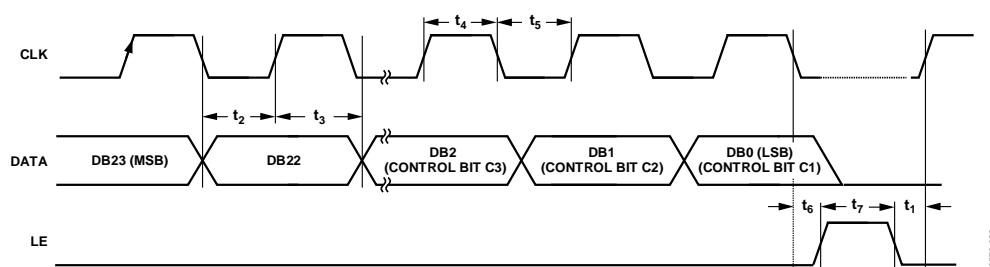 CLK
t4
t5
t2
t3
DATA
DB23 (MSB)
DB22
DB2
(CONTROL BIT C3)
DB1
(CONTROL BIT C2)
DB0 (LSB)
(CONTROL BIT C1)
t6
t7
t1
LE